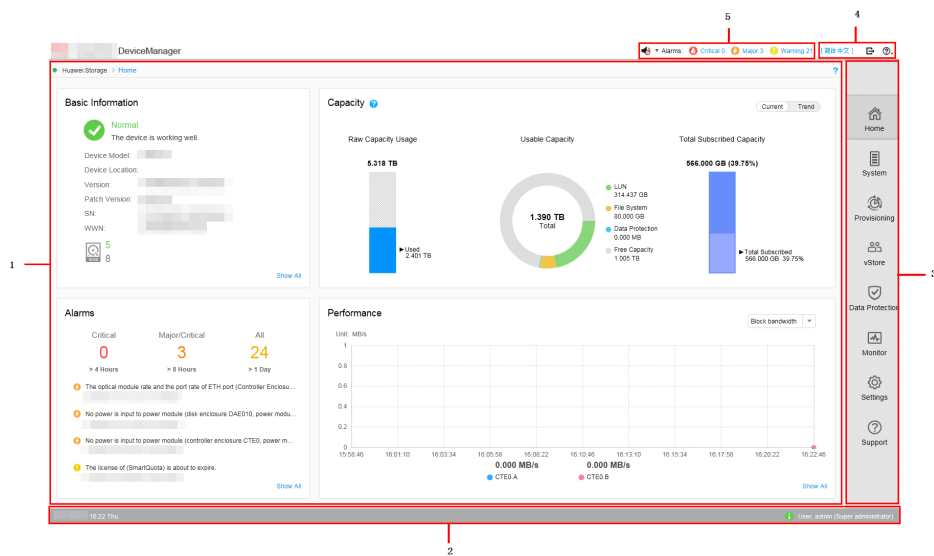 5
4
DeviceManager
Alarms: Critical 0 Major 3 Warning 21
[简体中文]
Huawei.Storage > Home
?
Basic Information
Normal
The device is working well.
Device Model:
Device Location:
Version:
Patch Version:
SN:
WWN:
5
8
Show All
Capacity ?
Current Trend
Raw Capacity Usage
5.318 TB
Used
2.401 TB
Usable Capacity
1.390 TB
Total
LUN
314.437 GB
File System
80.000 GB
Data Protection
0.000 MB
Free Capacity
1.005 TB
Total Subscribed Capacity
566.000 GB (39.75%)
Total Subscribed
566.000 GB 39.75%
Alarms
Critical Major/Critical All
0 3 24
> 4 Hours > 8 Hours > 1 Day
The optical module rate and the port rate of ETH port (Controller Enclosu...
No power is input to power module (disk enclosure DAE010, power modu...
No power is input to power module (controller enclosure CTE0, power m...
The license of (SmartQuota) is about to expire.
Show All
Performance
Block bandwidth
Unit: MB/s
1
0.8
0.6
0.4
0.2
0
15:58:46 16:01:10 16:03:34 16:05:58 16:08:22 16:10:46 16:13:10 16:15:34 16:17:58 16:20:22 16:22:46
0.000 MB/s 0.000 MB/s
CTE0.A CTE0.B
Show All
Home
System
Provisioning
vStore
Data Protection
Monitor
Settings
Support
1
3
16:22 Thu
User: admin (Super administrator)
2